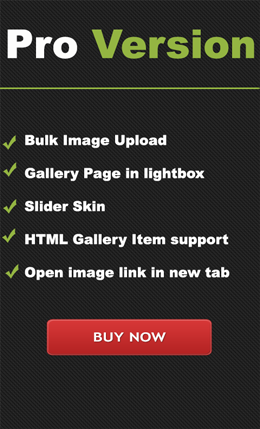 Pro Version
Bulk Image Upload
Gallery Page in lightbox
Slider Skin
HTML Gallery Item support
Open image link in new tab
BUY NOW